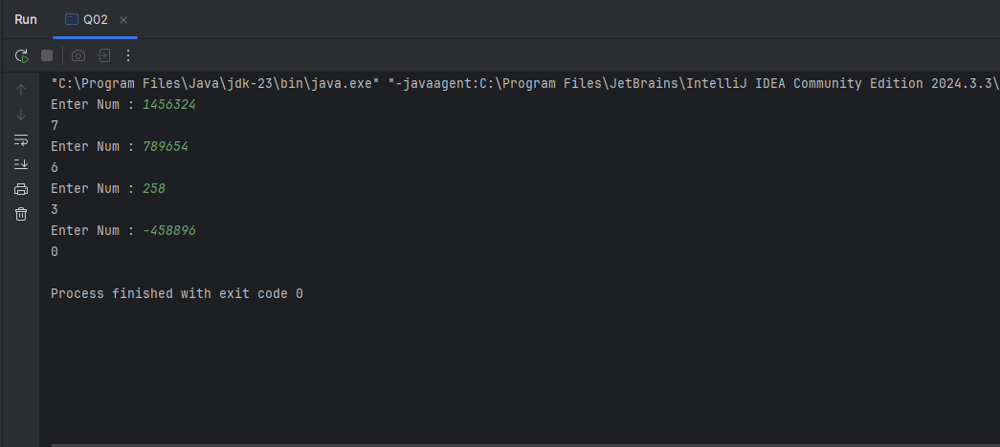 Run Q02
"C:\Program Files\Java\jdk-23\bin\java.exe" "-javaagent:C:\Program Files\JetBrains\IntelliJ IDEA Community Edition 2024.3.3\
Enter Num : 1456324
7
Enter Num : 789654
6
Enter Num : 258
3
Enter Num : -458896
0
Process finished with exit code 0